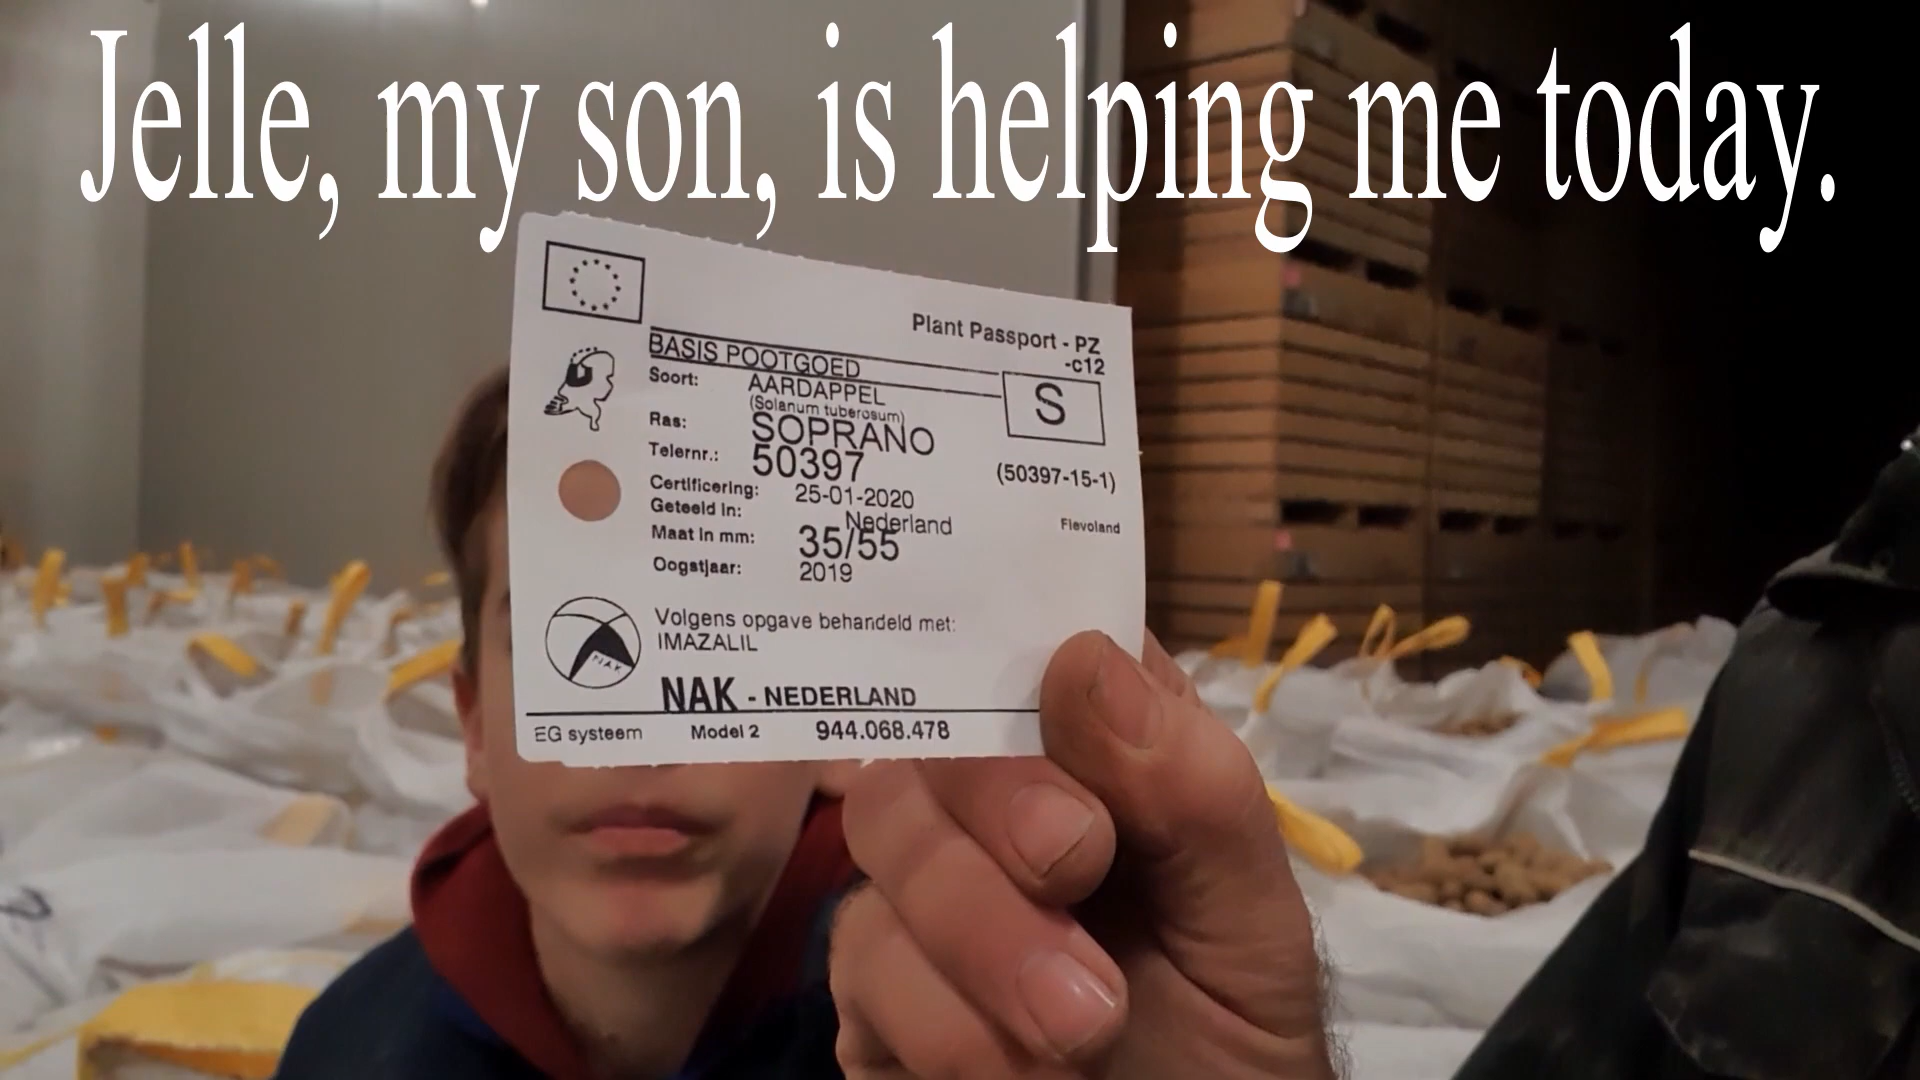 Jelle, my son, is helping me today.
Plant Passport - PZ
-c12
BASIS POOTGOED
S
Soort: AARDAPPEL
(Solanum tuberosum)
Ras: SOPRANO
Telernr.: 50397 (50397-15-1)
Certificering: 25-01-2020
Geteeld in: Nederland Flevoland
Maat in mm: 35/55
Oogstjaar: 2019
Volgens opgave behandeld met:
IMAZALIL
NAK
NAK - NEDERLAND
EG systeem Model 2 944.068.478